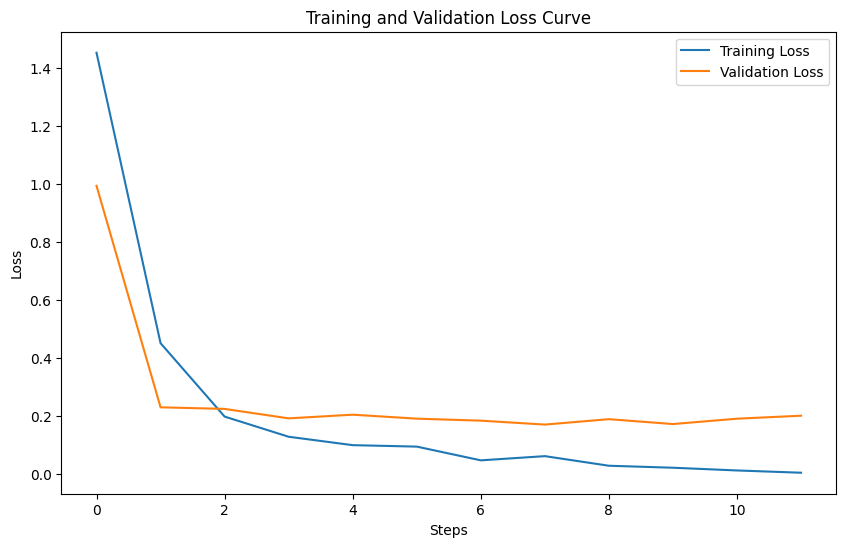 Training and Validation Loss Curve
Training Loss
Validation Loss
1.4
1.2
1.0
0.8
0.6
0.4
0.2
0.0
Loss
0 2 4 6 8 10
Steps